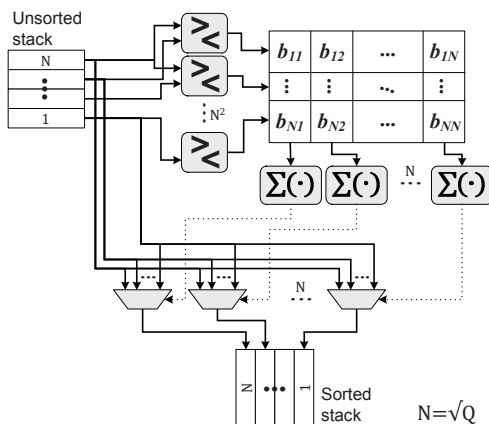 Unsorted
stack
N
⋮
1
><
><
⋮ N²
><
b11 b12 ... b1N
⋮ ⋮ ⋱ ⋮
bN1 bN2 ... bNN
Σ(·) Σ(·) ... N Σ(·)
... ... ...
... N
N ... 1
Sorted
stack
N=√Q